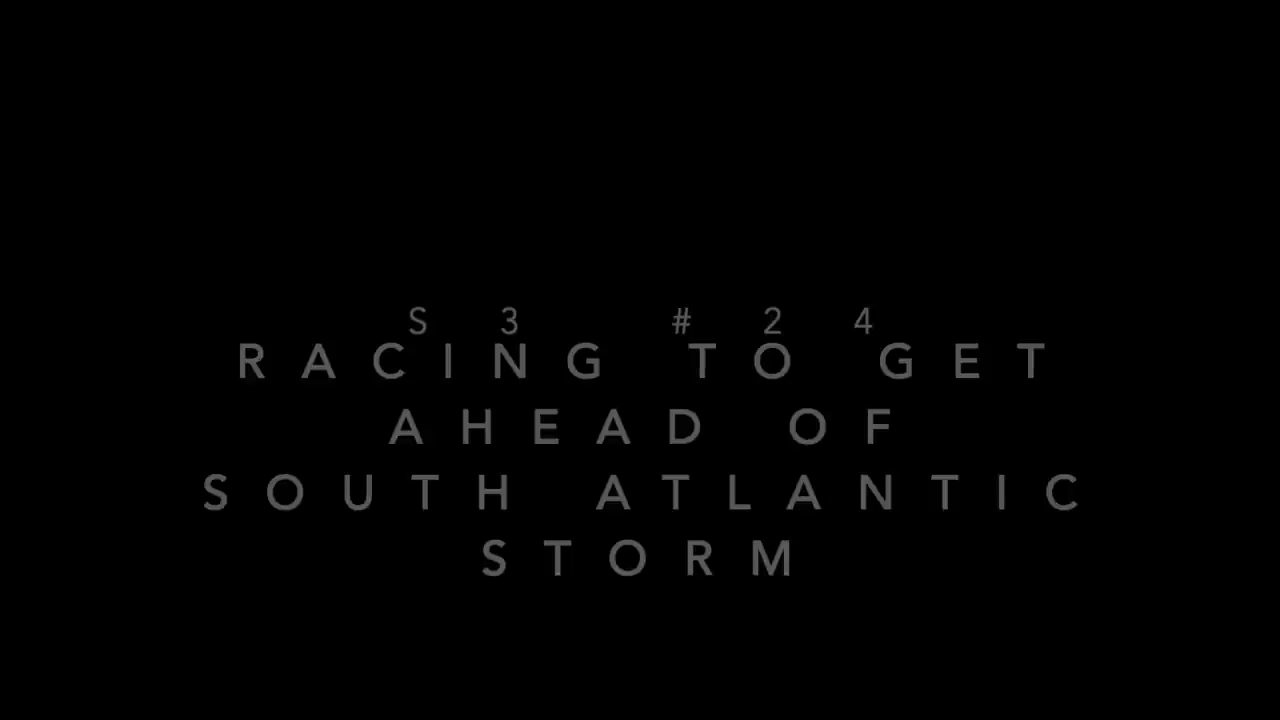 S3 #24
RACING TO GET
AHEAD OF
SOUTH ATLANTIC
STORM